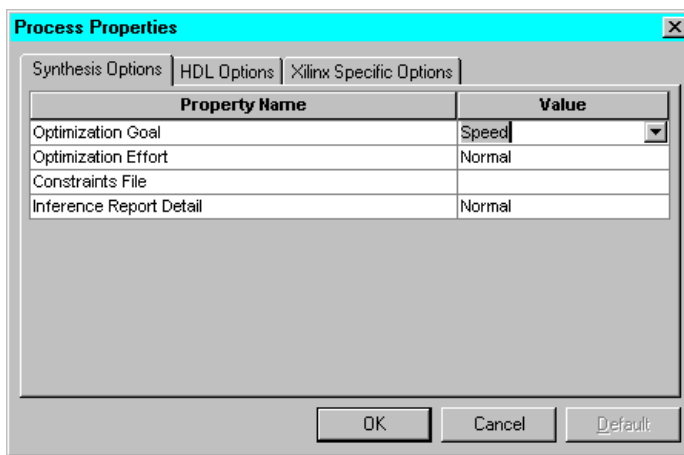 Process Properties
Synthesis Options HDL Options Xilinx Specific Options
Property Name Value
Optimization Goal Speed
Optimization Effort Normal
Constraints File
Inference Report Detail Normal
OK Cancel Default